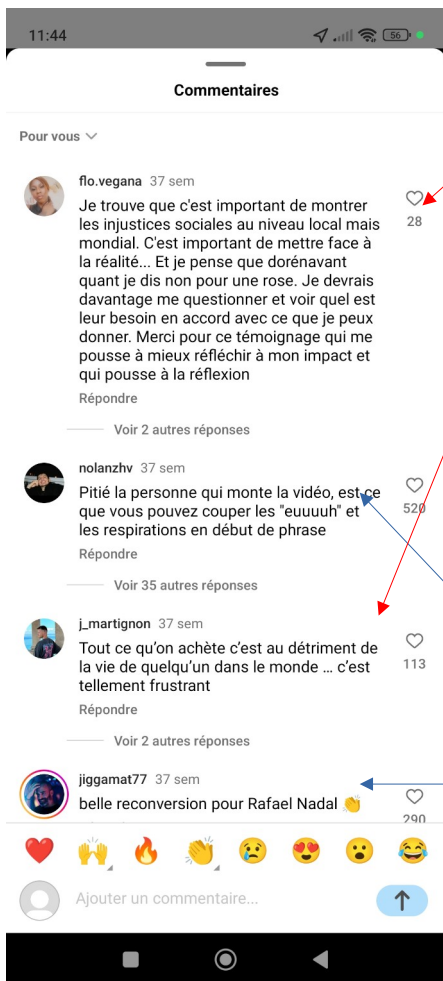 11:44
56
Commentaires
Pour vous
flo.vegana 37 sem
Je trouve que c'est important de montrer
les injustices sociales au niveau local mais
mondial. C'est important de mettre face à
la réalité... Et je pense que dorénavant
quant je dis non pour une rose. Je devrais
davantage me questionner et voir quel est
leur besoin en accord avec ce que je peux
donner. Merci pour ce témoignage qui me
pousse à mieux réfléchir à mon impact et
qui pousse à la réflexion
28
Répondre
Voir 2 autres réponses
nolanzhv 37 sem
Pitié la personne qui monte la vidéo, est ce
que vous pouvez couper les "euuuuh" et
les respirations en début de phrase
520
Répondre
Voir 35 autres réponses
j_martignon 37 sem
Tout ce qu’on achète c’est au détriment de
la vie de quelqu’un dans le monde … c’est
tellement frustrant
113
Répondre
Voir 2 autres réponses
jiggamat77 37 sem
belle reconversion pour Rafael Nadal 👏
290
Ajouter un commentaire...